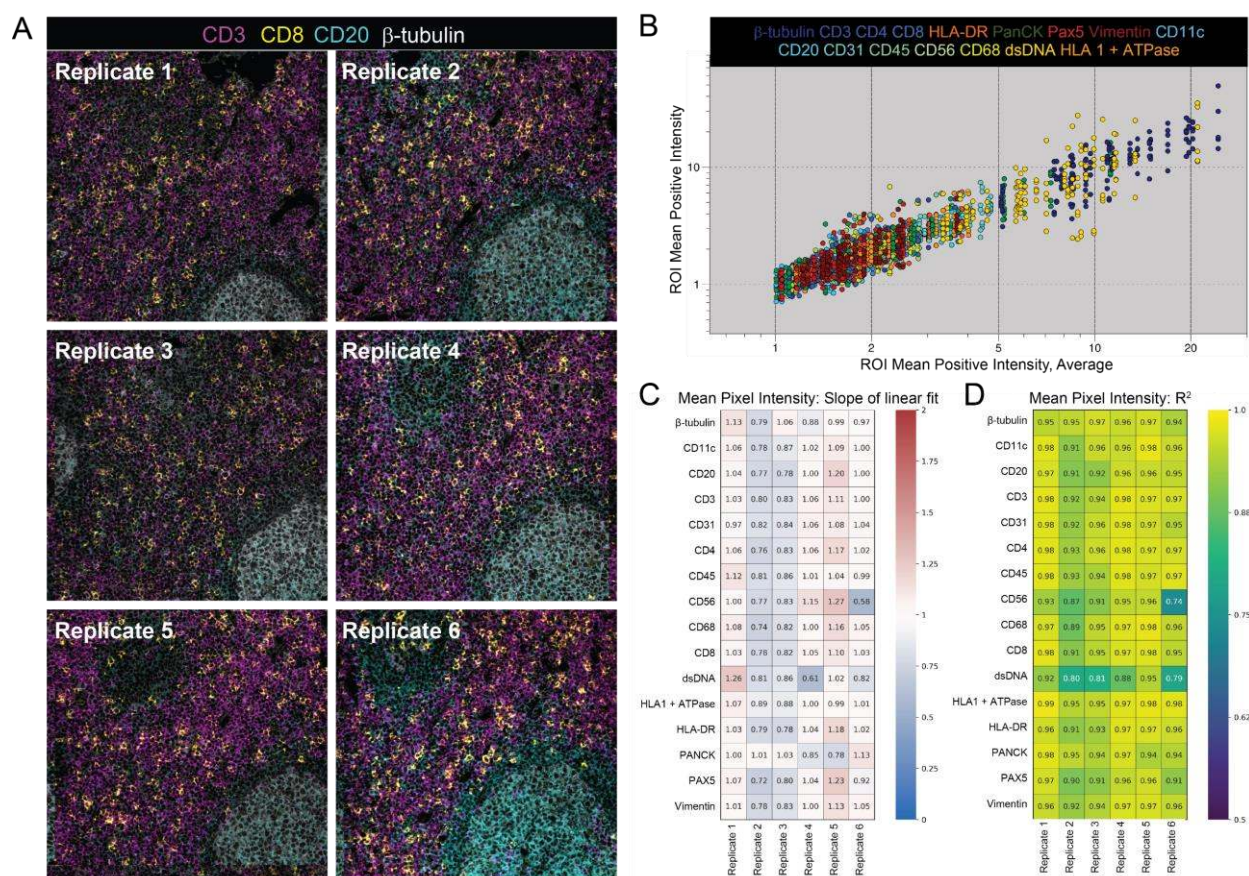 A
CD3 CD8 CD20 β-tubulin
Replicate 1
Replicate 2
Replicate 3
Replicate 4
Replicate 5
Replicate 6
B
β-tubulin CD3 CD4 CD8 HLA-DR PanCK Pax5 Vimentin CD11c
CD20 CD31 CD45 CD56 CD68 dsDNA HLA 1 + ATPase
ROI Mean Positive Intensity
10
1
1 2 5 10 20
ROI Mean Positive Intensity, Average
C
Mean Pixel Intensity: Slope of linear fit
β-tubulin 1.13 0.79 1.06 0.88 0.99 0.97
CD11c 1.06 0.78 0.87 1.02 1.09 1.00
CD20 1.04 0.77 0.78 1.00 1.20 1.00
CD3 1.03 0.80 0.83 1.06 1.11 1.00
CD31 0.97 0.82 0.84 1.06 1.08 1.04
CD4 1.06 0.76 0.83 1.06 1.17 1.02
CD45 1.12 0.81 0.86 1.01 1.04 0.99
CD56 1.00 0.77 0.83 1.15 1.27 0.58
CD68 1.08 0.74 0.82 1.00 1.16 1.05
CD8 1.03 0.78 0.82 1.05 1.10 1.03
dsDNA 1.26 0.81 0.86 0.61 1.02 0.82
HLA1 + ATPase 1.07 0.89 0.88 1.00 0.99 1.01
HLA-DR 1.03 0.79 0.78 1.04 1.18 1.02
PANCK 1.00 1.01 1.03 0.85 0.78 1.13
PAX5 1.07 0.72 0.80 1.04 1.23 0.92
Vimentin 1.01 0.78 0.83 1.00 1.13 1.05
Replicate 1
Replicate 2
Replicate 3
Replicate 4
Replicate 5
Replicate 6
2
1.75
1.5
1.25
1
0.75
0.5
0.25
0
D
Mean Pixel Intensity: R²
β-tubulin 0.95 0.95 0.97 0.96 0.97 0.94
CD11c 0.98 0.91 0.96 0.96 0.98 0.96
CD20 0.97 0.91 0.92 0.96 0.96 0.95
CD3 0.98 0.92 0.94 0.98 0.97 0.97
CD31 0.98 0.92 0.96 0.98 0.97 0.95
CD4 0.98 0.93 0.96 0.98 0.97 0.97
CD45 0.98 0.93 0.94 0.98 0.97 0.97
CD56 0.93 0.87 0.91 0.95 0.96 0.74
CD68 0.97 0.89 0.95 0.97 0.98 0.96
CD8 0.98 0.91 0.95 0.97 0.98 0.95
dsDNA 0.92 0.80 0.81 0.88 0.95 0.79
HLA1 + ATPase 0.99 0.95 0.95 0.97 0.98 0.98
HLA-DR 0.96 0.91 0.93 0.97 0.96 0.96
PANCK 0.98 0.95 0.94 0.97 0.94 0.94
PAX5 0.97 0.90 0.91 0.96 0.96 0.91
Vimentin 0.96 0.92 0.94 0.97 0.97 0.96
Replicate 1
Replicate 2
Replicate 3
Replicate 4
Replicate 5
Replicate 6
1.0
0.88
0.75
0.62
0.5